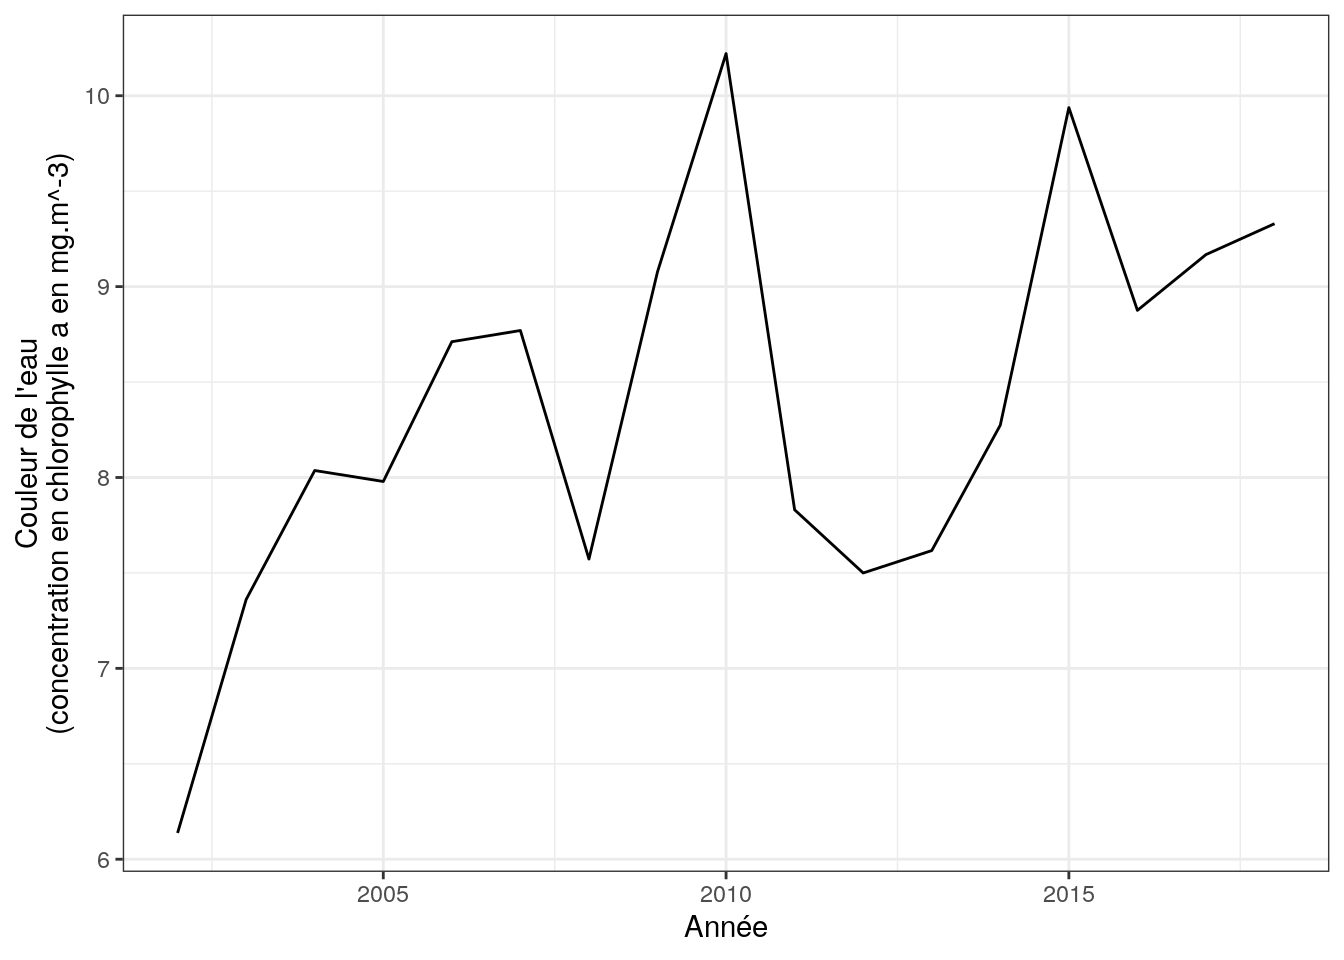 Couleur de l'eau
(concentration en chlorophylle a en mg.m^-3)
10
9
8
7
6
2005
2010
2015
Année